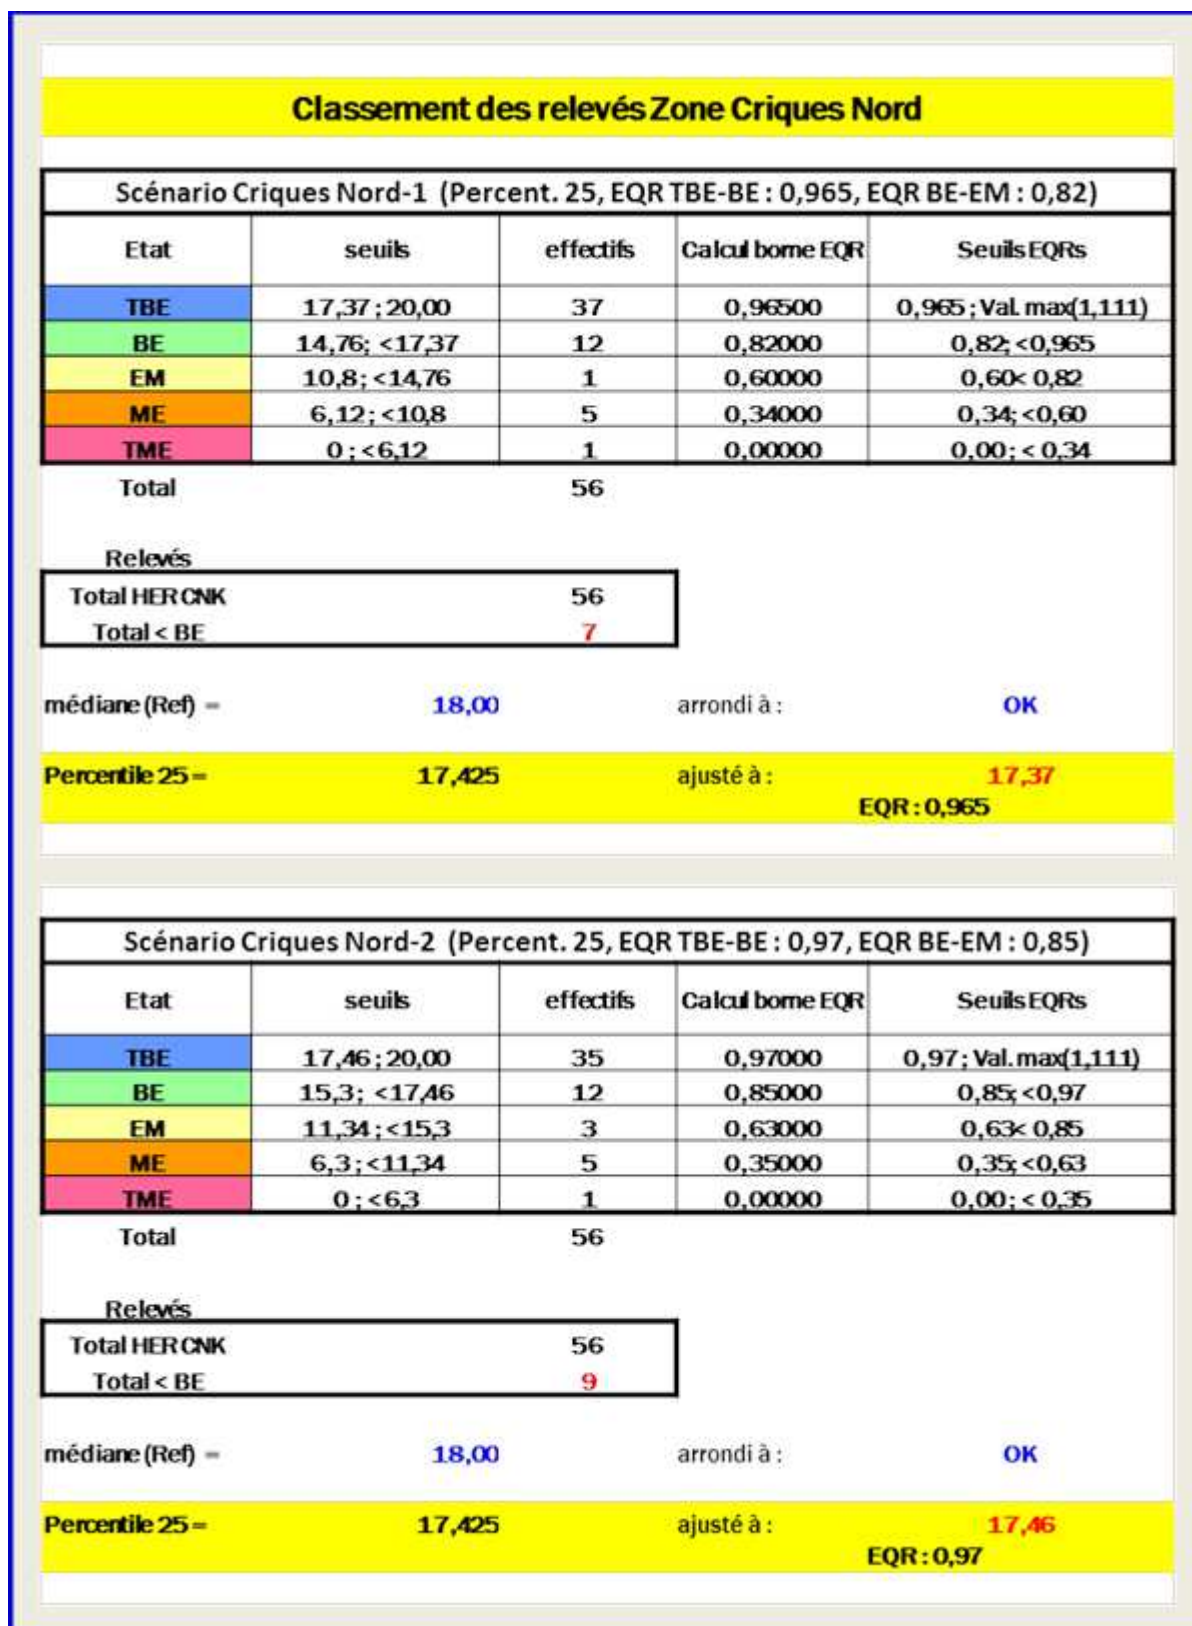 Classement des relevés Zone Criques Nord
Scénario Criques Nord-1 (Percent. 25, EQR TBE-BE : 0,965, EQR BE-EM : 0,82)
Etat seuils effectifs Calcul borne EQR Seuils EQRs
TBE 17,37 ; 20,00 37 0,96500 0,965 ; Val. max(1,111)
BE 14,76; <17,37 12 0,82000 0,82; <0,965
EM 10,8; <14,76 1 0,60000 0,60< 0,82
ME 6,12 ; <10,8 5 0,34000 0,34; <0,60
TME 0 ; <6,12 1 0,00000 0,00; < 0,34
Total 56
Relevés
Total HER CNK 56
Total < BE 7
médiane (Ref) = 18,00 arrondi à : OK
Percentile 25 = 17,425 ajusté à : 17,37
EQR : 0,965
Scénario Criques Nord-2 (Percent. 25, EQR TBE-BE : 0,97, EQR BE-EM : 0,85)
Etat seuils effectifs Calcul borne EQR Seuils EQRs
TBE 17,46 ; 20,00 35 0,97000 0,97 ; Val. max(1,111)
BE 15,3; <17,46 12 0,85000 0,85; <0,97
EM 11,34 ; <15,3 3 0,63000 0,63< 0,85
ME 6,3 ; <11,34 5 0,35000 0,35; <0,63
TME 0 ; <6,3 1 0,00000 0,00; < 0,35
Total 56
Relevés
Total HER CNK 56
Total < BE 9
médiane (Ref) = 18,00 arrondi à : OK
Percentile 25 = 17,425 ajusté à : 17,46
EQR : 0,97